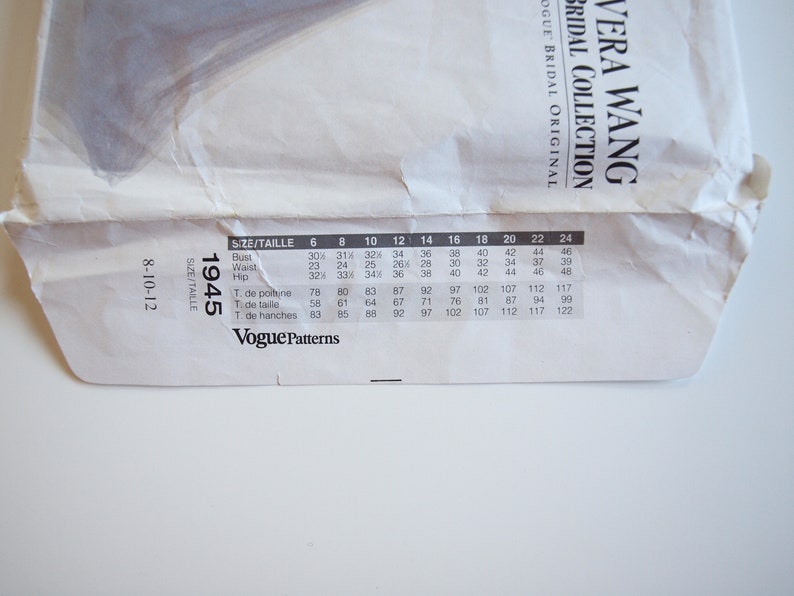 VERA WANG
BRIDAL COLLECTION
VOGUE® BRIDAL ORIGINAL
SIZE/TAILLE 6 8 10 12 14 16 18 20 22 24
Bust 30½ 31½ 32½ 34 36 38 40 42 44 46
Waist 23 24 25 26½ 28 30 32 34 37 39
Hip 32½ 33½ 34½ 36 38 40 42 44 46 48
T. de poitrine 78 80 83 87 92 97 102 107 112 117
T. de taille 58 61 64 67 71 76 81 87 94 99
T. de hanches 83 85 88 92 97 102 107 112 117 122
Vogue Patterns
1945
SIZE/TAILLE
8-10-12